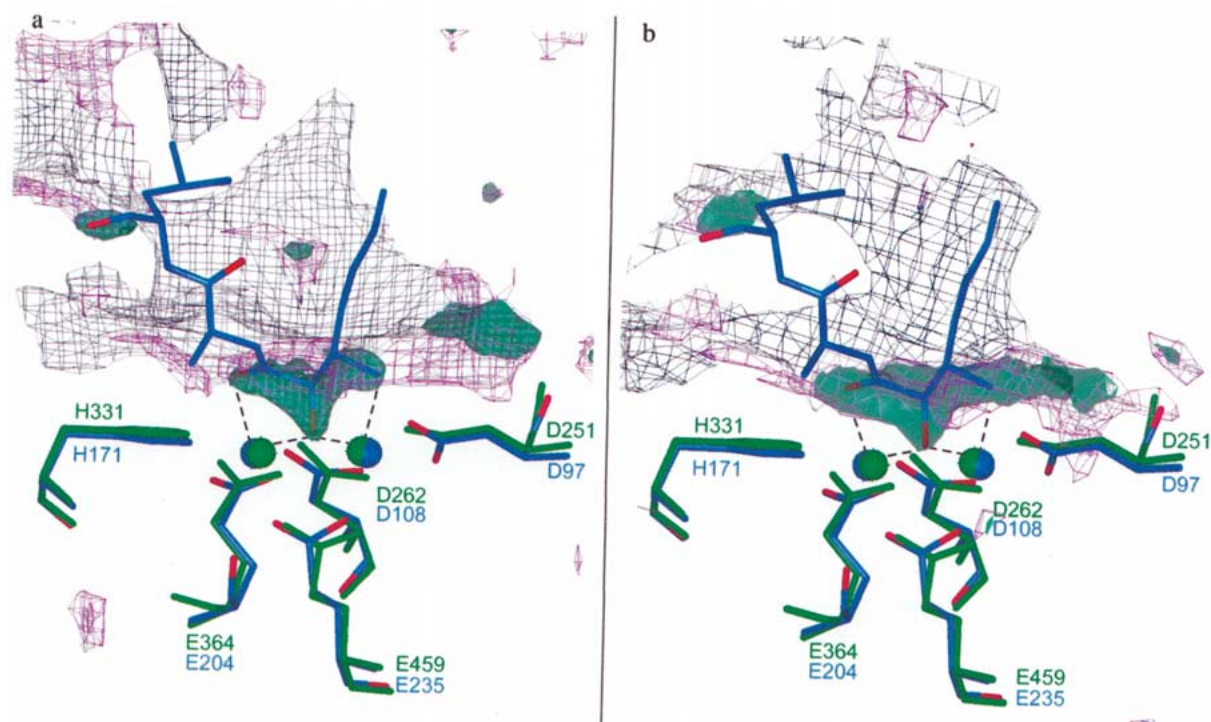 a
H331
H171
D251
D97
D262
D108
E364
E204
E459
E235
b
H331
H171
D251
D97
D262
D108
E364
E204
E459
E235